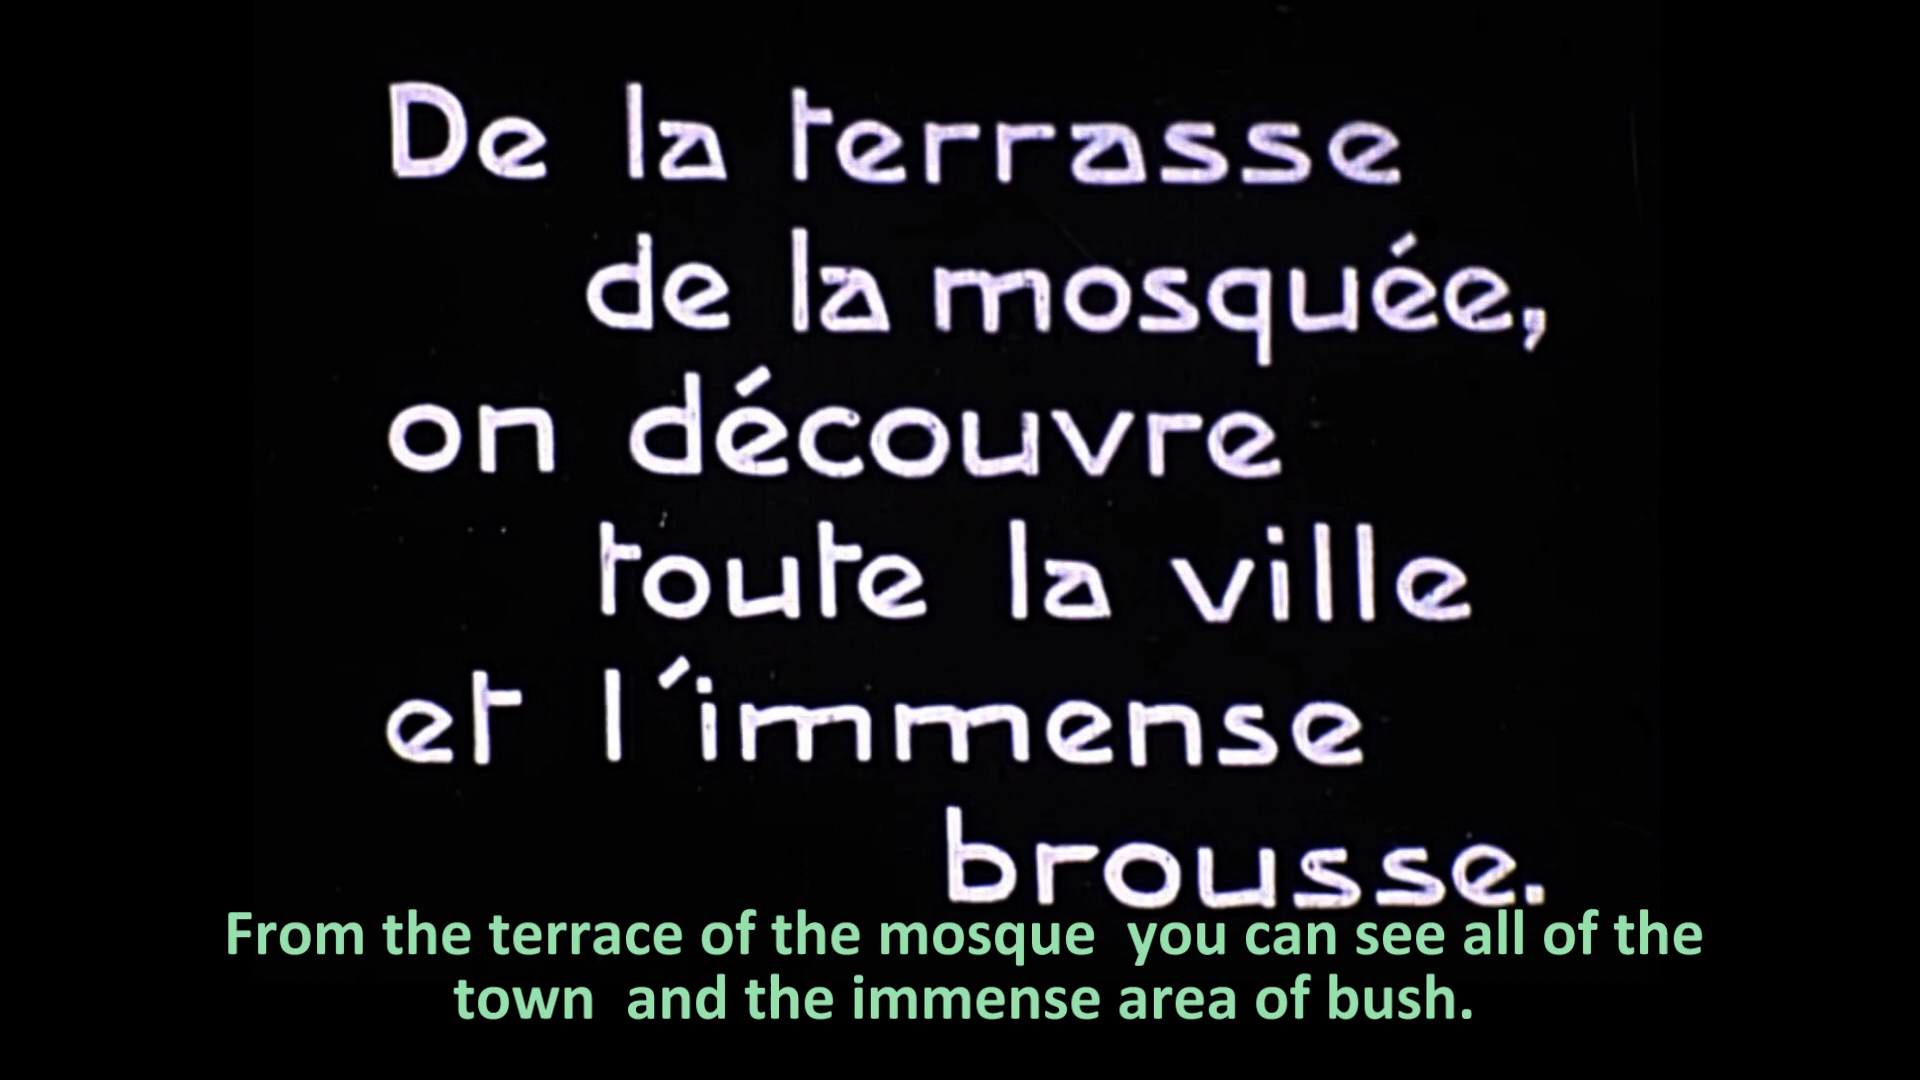 De la terrasse
de la mosquée,
on découvre
toute la ville
et l'immense
brousse.
From the terrace of the mosque  you can see all of the
town  and the immense area of bush.